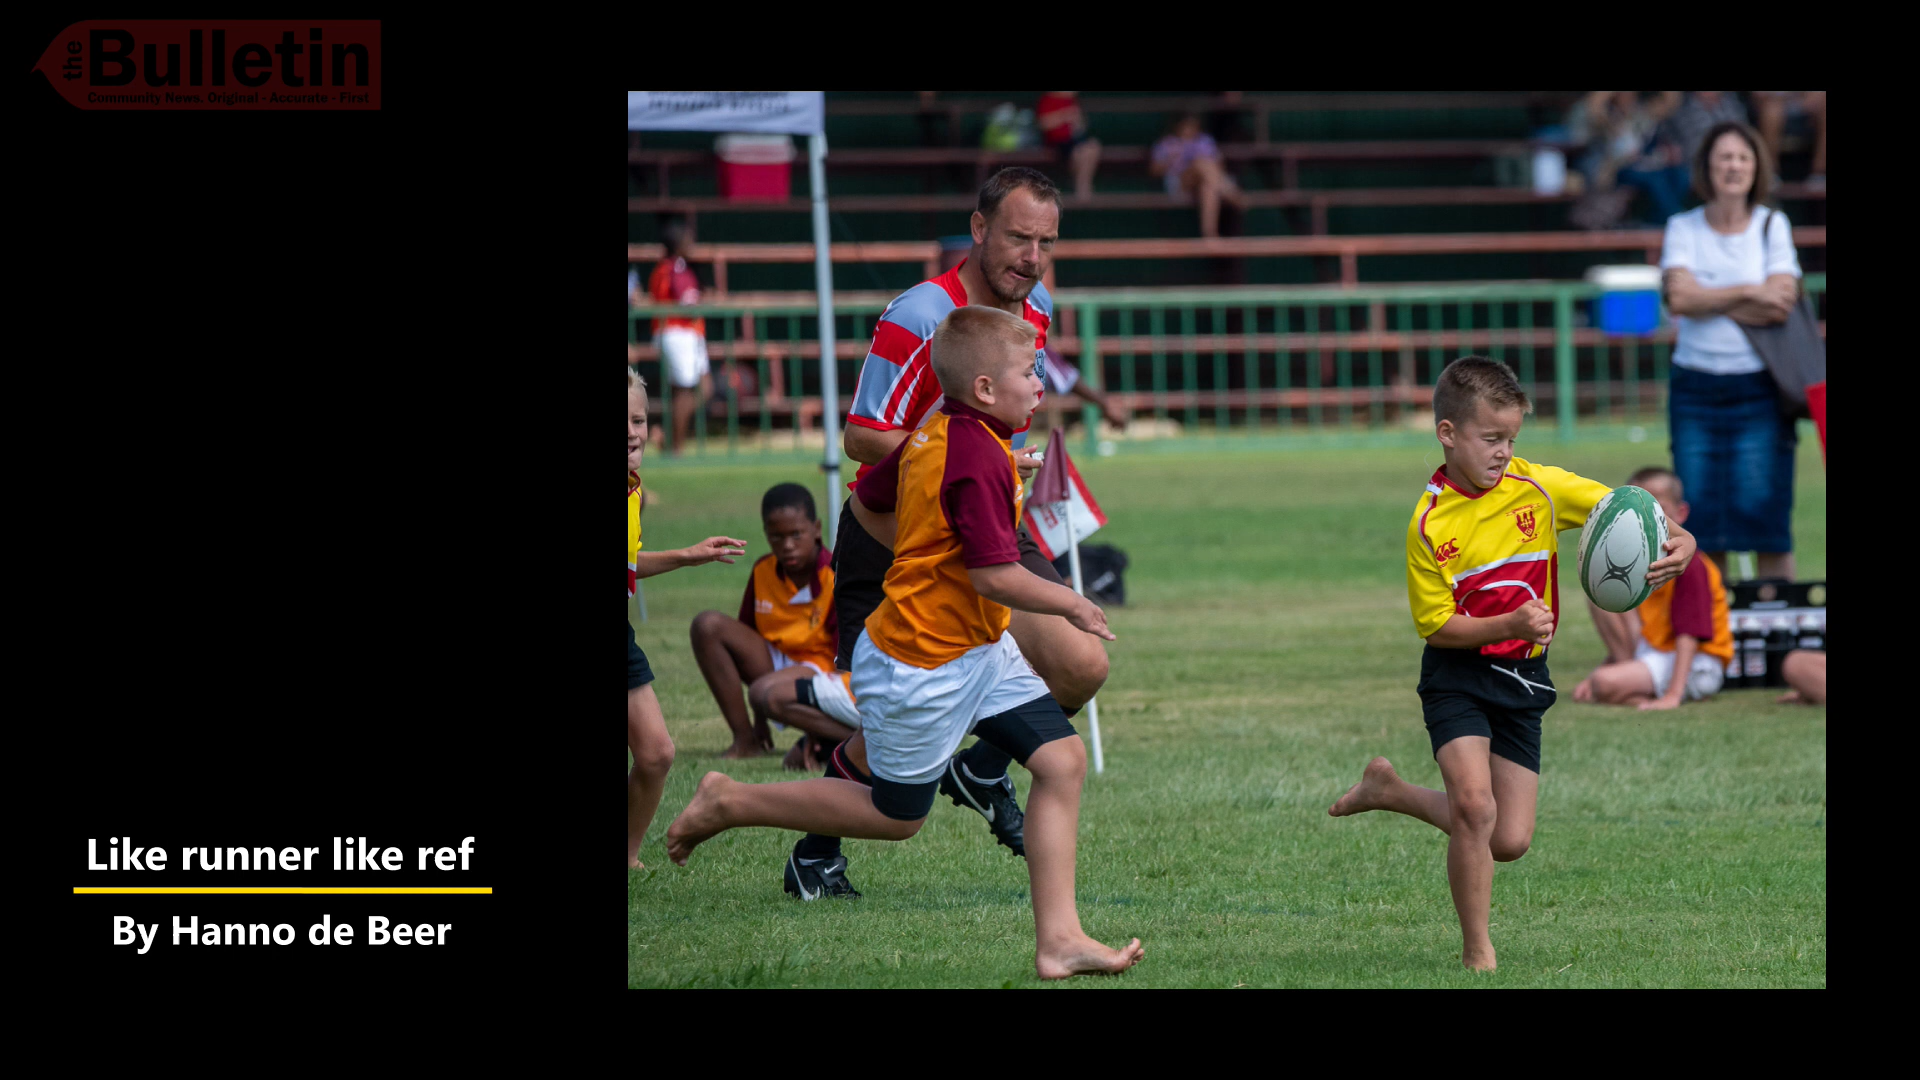 the Bulletin
Community News. Original - Accurate - First
Like runner like ref
By Hanno de Beer